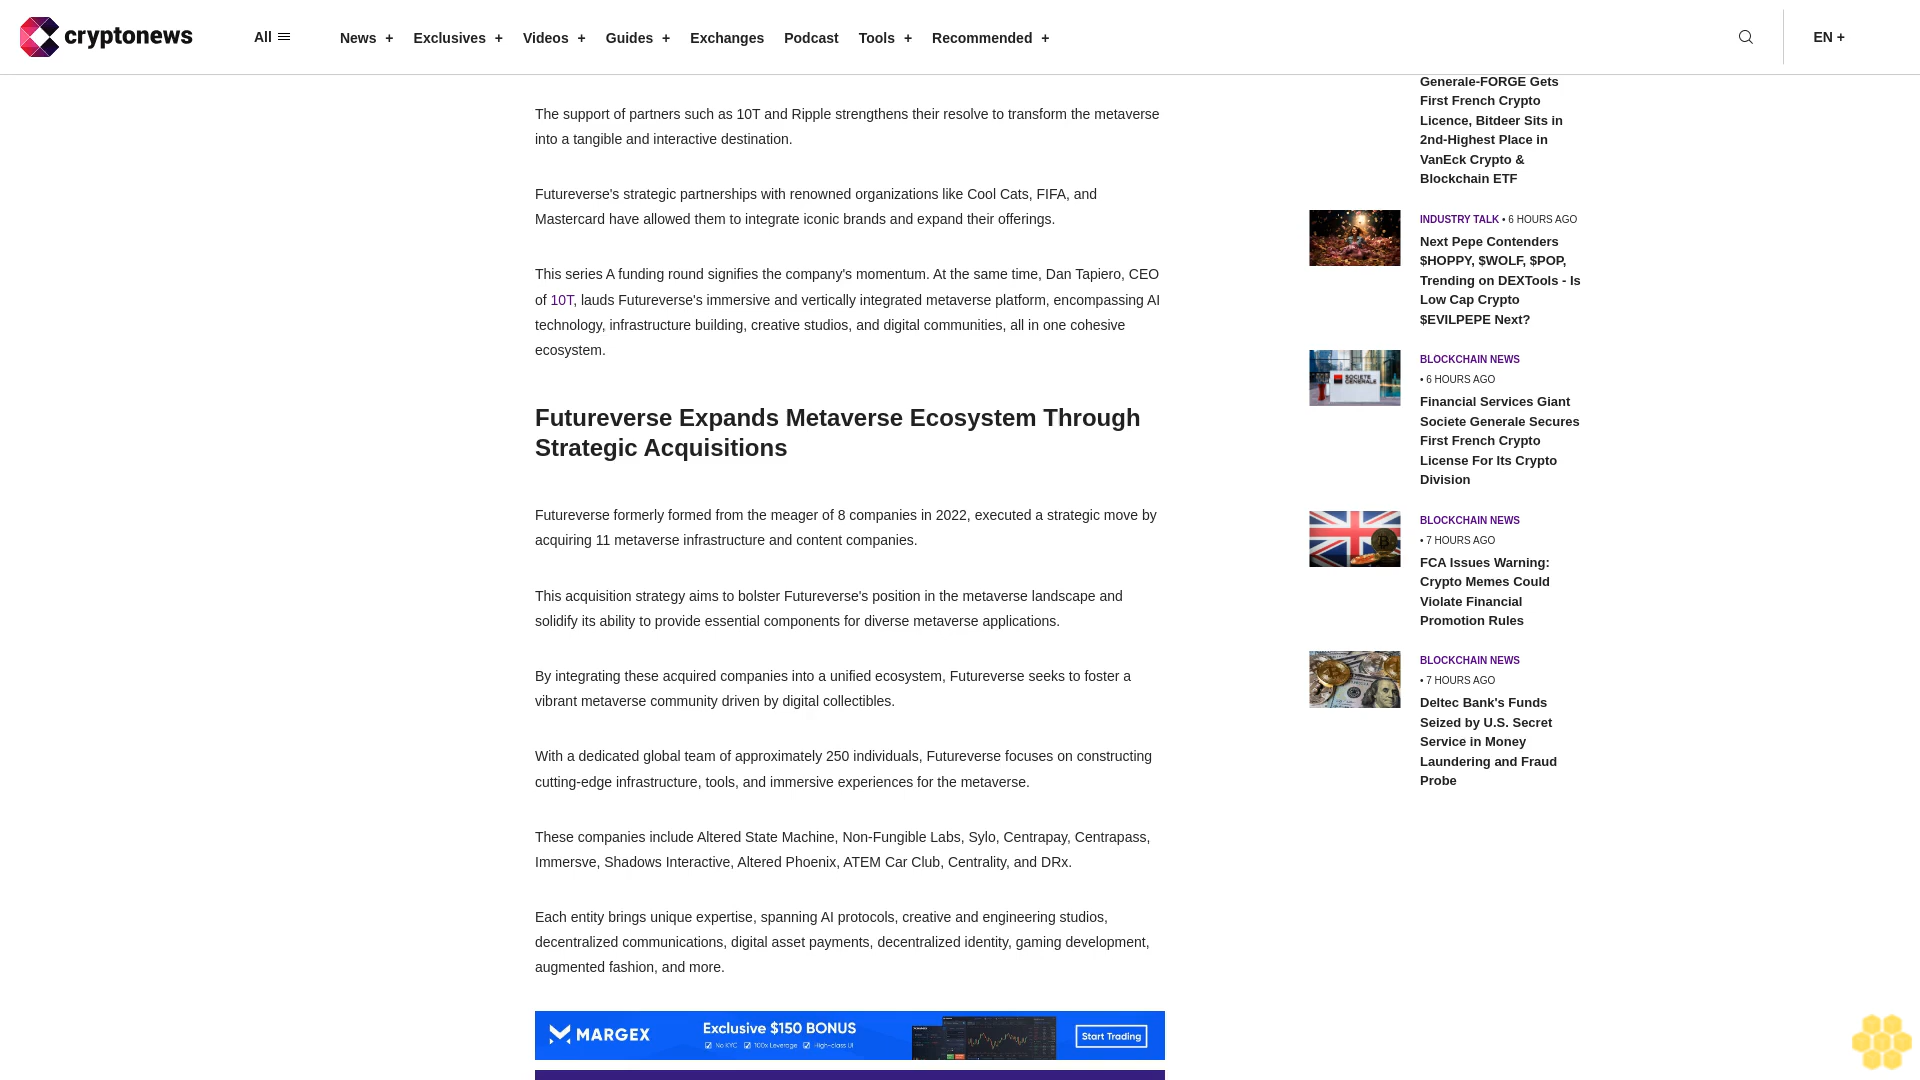 cryptonews
All
News +
Exclusives +
Videos +
Guides +
Exchanges
Podcast
Tools +
Recommended +
EN +
The support of partners such as 10T and Ripple strengthens their resolve to transform the metaverse
into a tangible and interactive destination.
Futureverse's strategic partnerships with renowned organizations like Cool Cats, FIFA, and
Mastercard have allowed them to integrate iconic brands and expand their offerings.
This series A funding round signifies the company's momentum. At the same time, Dan Tapiero, CEO
of 10T, lauds Futureverse's immersive and vertically integrated metaverse platform, encompassing AI
technology, infrastructure building, creative studios, and digital communities, all in one cohesive
ecosystem.
Futureverse Expands Metaverse Ecosystem Through
Strategic Acquisitions
Futureverse formerly formed from the meager of 8 companies in 2022, executed a strategic move by
acquiring 11 metaverse infrastructure and content companies.
This acquisition strategy aims to bolster Futureverse's position in the metaverse landscape and
solidify its ability to provide essential components for diverse metaverse applications.
By integrating these acquired companies into a unified ecosystem, Futureverse seeks to foster a
vibrant metaverse community driven by digital collectibles.
With a dedicated global team of approximately 250 individuals, Futureverse focuses on constructing
cutting-edge infrastructure, tools, and immersive experiences for the metaverse.
These companies include Altered State Machine, Non-Fungible Labs, Sylo, Centrapay, Centrapass,
Immersve, Shadows Interactive, Altered Phoenix, ATEM Car Club, Centrality, and DRx.
Each entity brings unique expertise, spanning AI protocols, creative and engineering studios,
decentralized communications, digital asset payments, decentralized identity, gaming development,
augmented fashion, and more.
MARGEX
Exclusive $150 BONUS
No KYC
100x Leverage
High-class UI
Start Trading
Generale-FORGE Gets
First French Crypto
Licence, Bitdeer Sits in
2nd-Highest Place in
VanEck Crypto &
Blockchain ETF
INDUSTRY TALK • 6 HOURS AGO
Next Pepe Contenders
$HOPPY, $WOLF, $POP,
Trending on DEXTools - Is
Low Cap Crypto
$EVILPEPE Next?
SOCIETE
GENERALE
BLOCKCHAIN NEWS
• 6 HOURS AGO
Financial Services Giant
Societe Generale Secures
First French Crypto
License For Its Crypto
Division
BLOCKCHAIN NEWS
• 7 HOURS AGO
FCA Issues Warning:
Crypto Memes Could
Violate Financial
Promotion Rules
BLOCKCHAIN NEWS
• 7 HOURS AGO
Deltec Bank's Funds
Seized by U.S. Secret
Service in Money
Laundering and Fraud
Probe